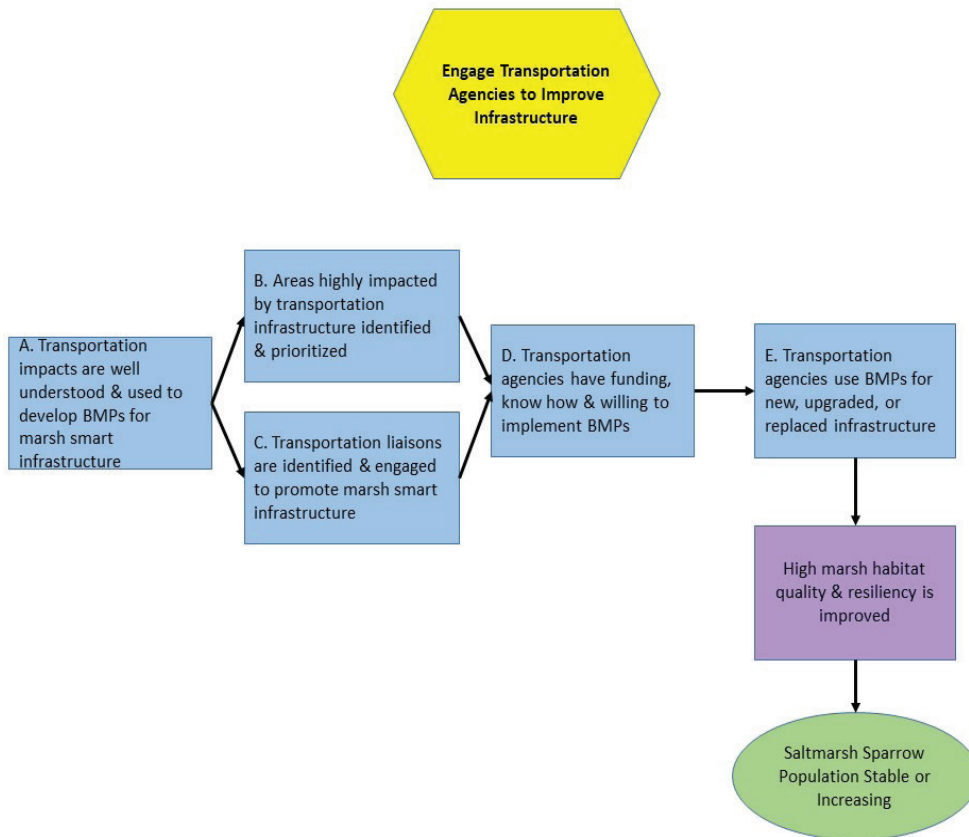 Engage Transportation
Agencies to Improve
Infrastructure
A. Transportation
impacts are well
understood & used to
develop BMPs for
marsh smart
infrastructure
B. Areas highly impacted
by transportation
infrastructure identified
& prioritized
C. Transportation liaisons
are identified & engaged
to promote marsh smart
infrastructure
D. Transportation
agencies have funding,
know how & willing to
implement BMPs
E. Transportation
agencies use BMPs for
new, upgraded, or
replaced infrastructure
High marsh habitat
quality & resiliency is
improved
Saltmarsh Sparrow
Population Stable or
Increasing